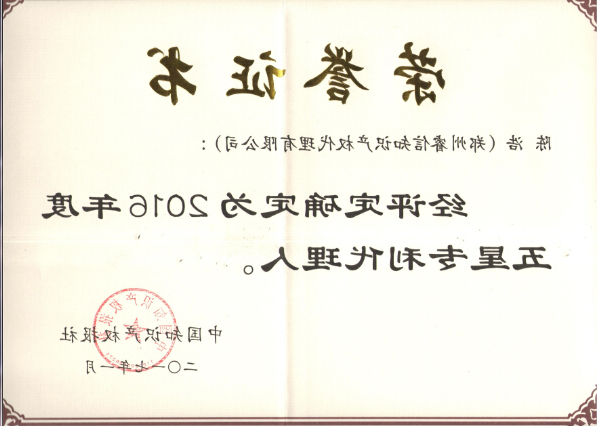 荣誉证书
陈浩（郑州睿信知识产权代理有限公司）：
经评定确定为2016年度
五星专利代理人。
中国知识产权报社
二〇一七年一月